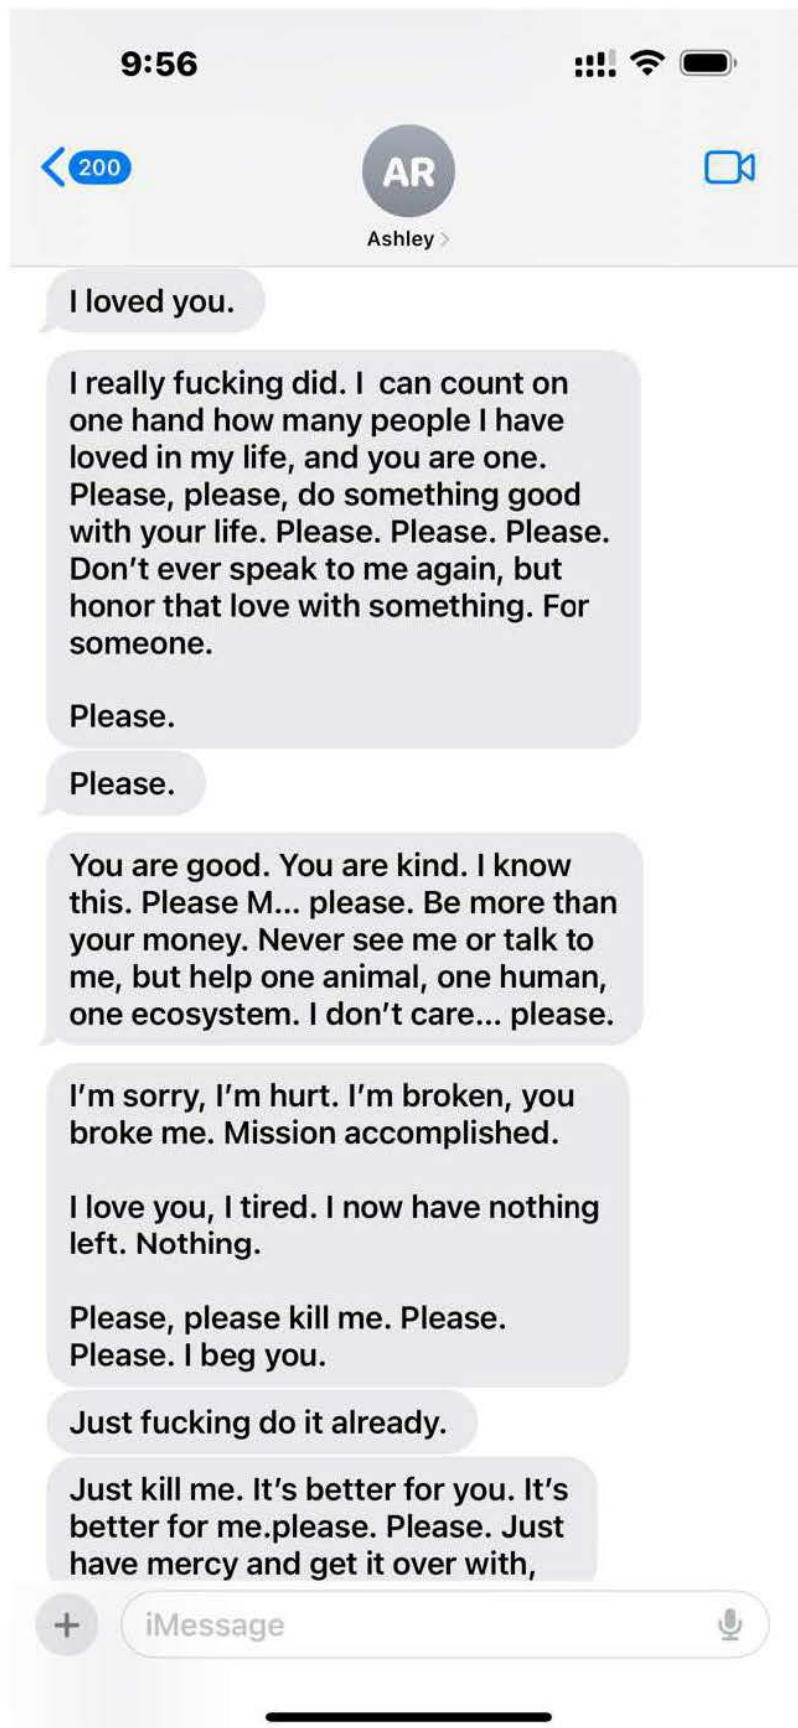 9:56
200
AR
Ashley
I loved you.
I really fucking did. I can count on
one hand how many people I have
loved in my life, and you are one.
Please, please, do something good
with your life. Please. Please. Please.
Don't ever speak to me again, but
honor that love with something. For
someone.
Please.
Please.
You are good. You are kind. I know
this. Please M... please. Be more than
your money. Never see me or talk to
me, but help one animal, one human,
one ecosystem. I don't care... please.
I'm sorry, I'm hurt. I'm broken, you
broke me. Mission accomplished.
I love you, I tired. I now have nothing
left. Nothing.
Please, please kill me. Please.
Please. I beg you.
Just fucking do it already.
Just kill me. It's better for you. It's
better for me.please. Please. Just
have mercy and get it over with,
iMessage